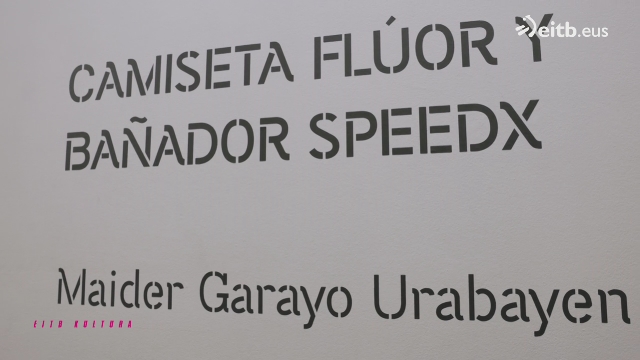 eitb.eus
CAMISETA FLÚOR Y
BAÑADOR SPEEDX
Maider Garayo Urabayen
EITB KULTURA